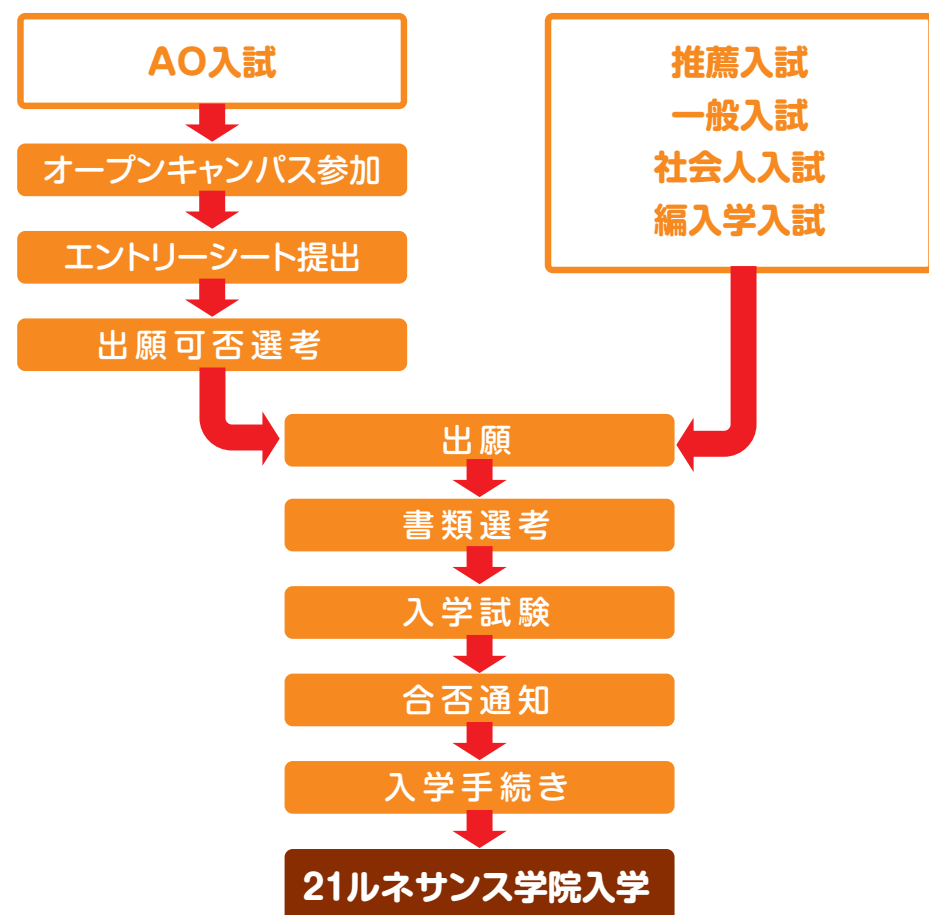 AO入試
オープンキャンパス参加
エントリーシート提出
出願可否選考
推薦入試
一般入試
社会人入試
編入学入試
出願
書類選考
入学試験
合否通知
入学手続き
21ルネサンス学院入学